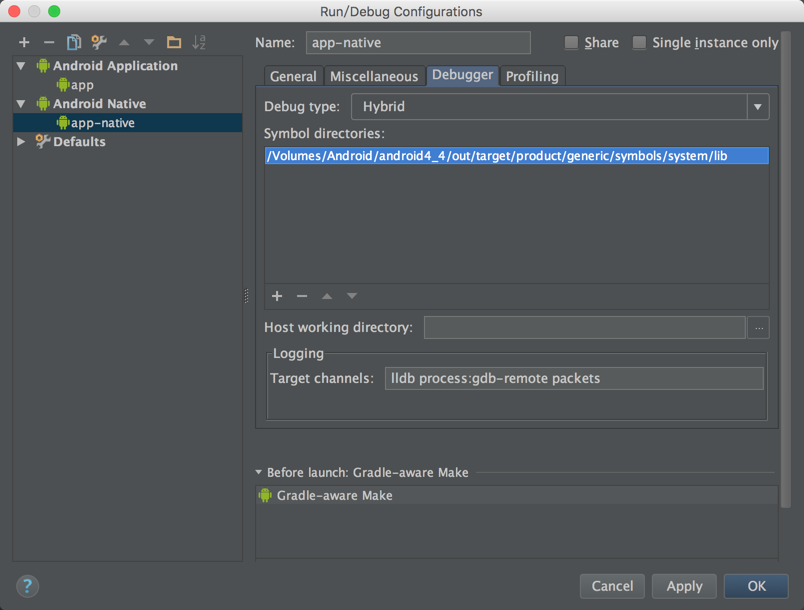 Run/Debug Configurations
Name: app-native Share Single instance only
Android Application
app
Android Native
app-native
Defaults
General Miscellaneous Debugger Profiling
Debug type: Hybrid
Symbol directories:
/Volumes/Android/android4_4/out/target/product/generic/symbols/system/lib
Host working directory: ...
Logging
Target channels: lldb process:gdb-remote packets
Before launch: Gradle-aware Make
Gradle-aware Make
? Cancel Apply OK